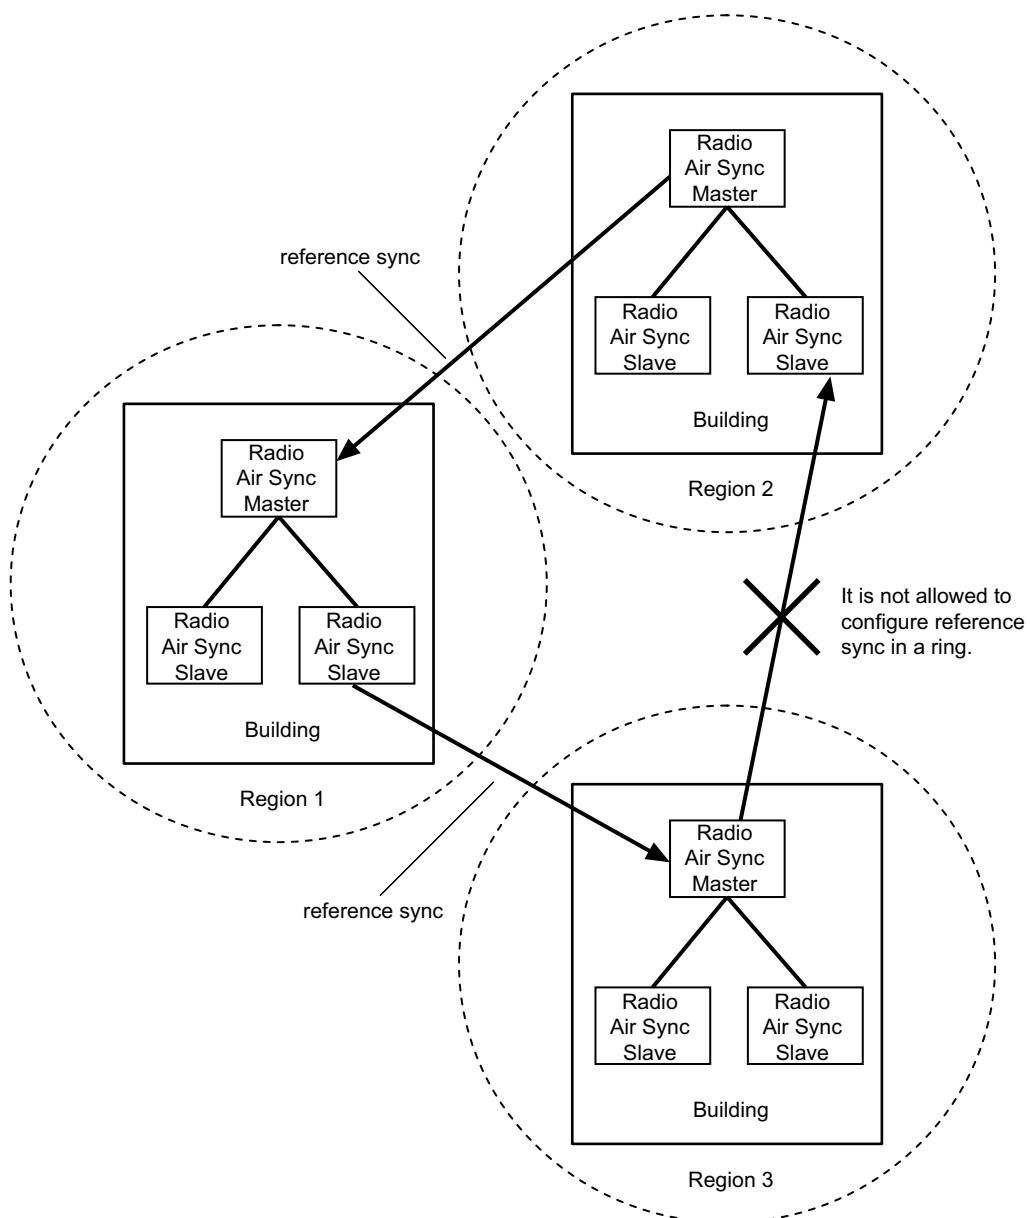 Radio
Air Sync
Master
reference sync
Radio
Air Sync
Slave
Radio
Air Sync
Slave
Building
Region 2
Radio
Air Sync
Master
Radio
Air Sync
Slave
Radio
Air Sync
Slave
Building
Region 1
It is not allowed to
configure reference
sync in a ring.
reference sync
Radio
Air Sync
Master
Radio
Air Sync
Slave
Radio
Air Sync
Slave
Building
Region 3